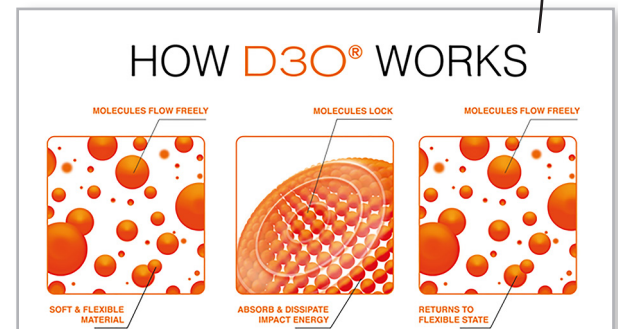 HOW D3O® WORKS
MOLECULES FLOW FREELY
MOLECULES LOCK
MOLECULES FLOW FREELY
SOFT & FLEXIBLE
MATERIAL
ABSORB & DISSIPATE
IMPACT ENERGY
RETURNS TO
FLEXIBLE STATE